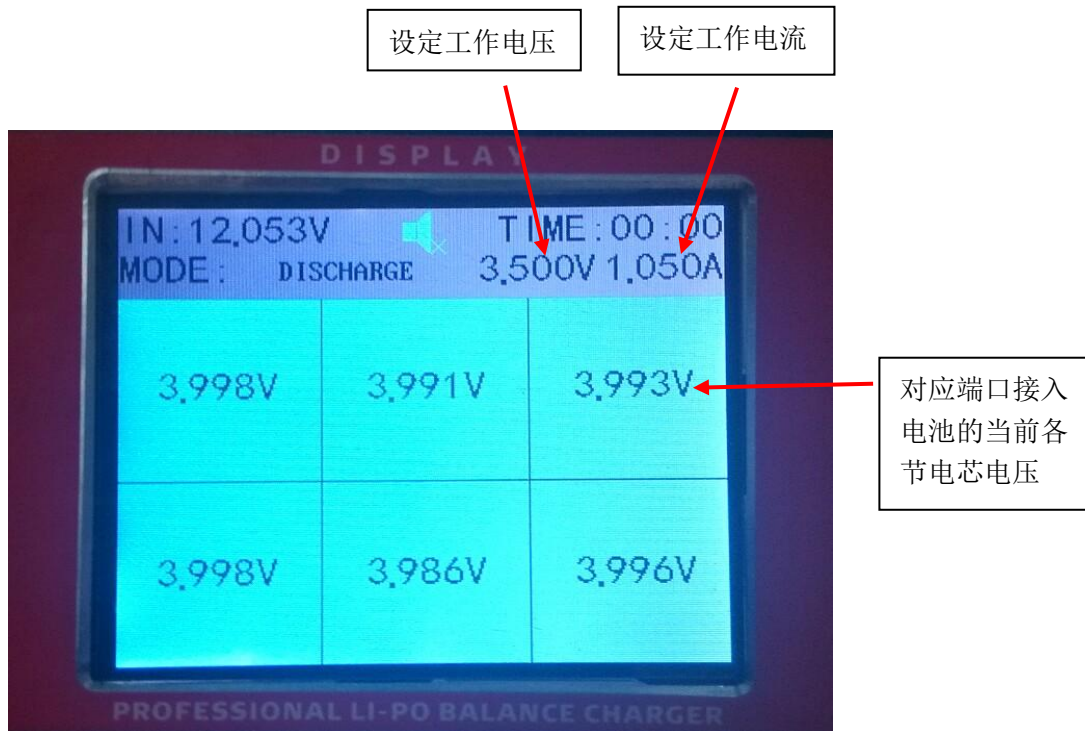 设定工作电压
设定工作电流
DISPLAY
IN:12.053V TIME:00:00
MODE: DISCHARGE 3.500V 1.050A
3.998V 3.991V 3.993V
对应端口接入
电池的当前各
节电芯电压
3.998V 3.986V 3.996V
PROFESSIONAL LI-PO BALANCE CHARGER